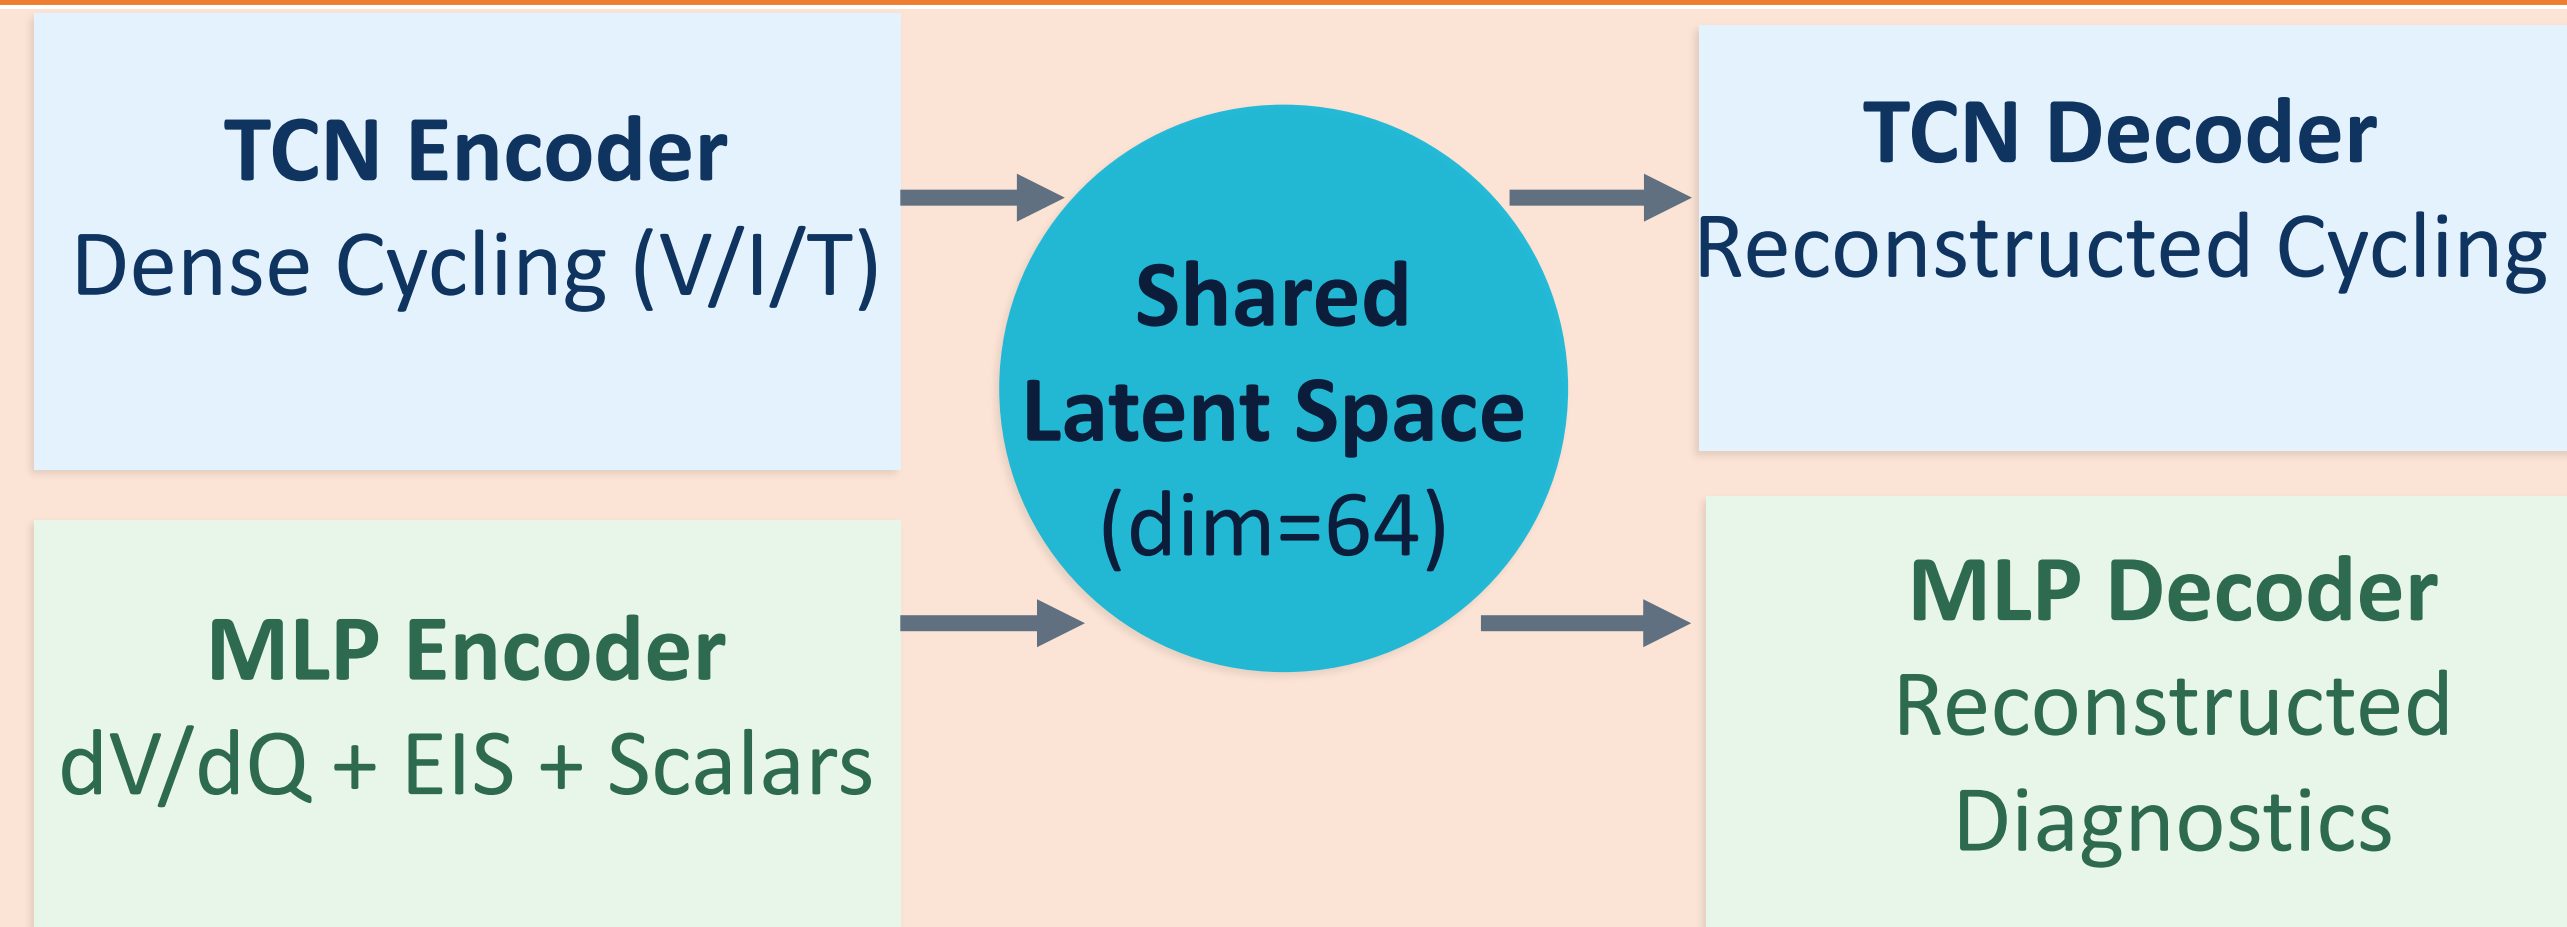 TCN Encoder
Dense Cycling (V/I/T)
MLP Encoder
dV/dQ + EIS + Scalars
Shared
Latent Space
(dim=64)
TCN Decoder
Reconstructed Cycling
MLP Decoder
Reconstructed
Diagnostics